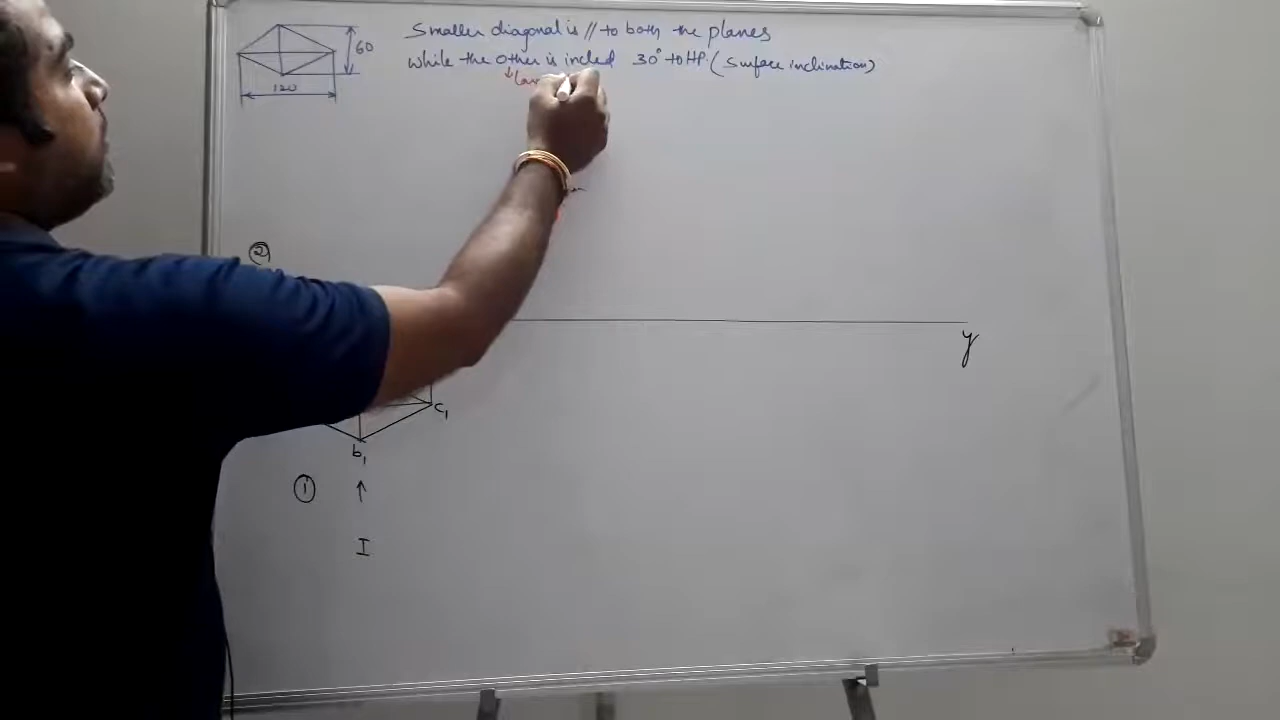 Smaller diagonal is // to both the planes
while the other is inclед 30° to HP. (surface inclination)
60
120
2
y
c1
b1
1
I